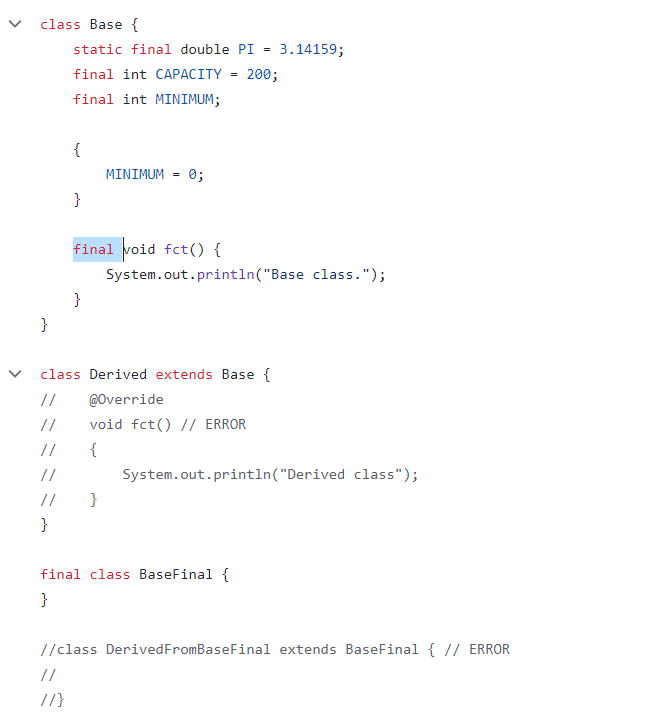 class Base {
    static final double PI = 3.14159;
    final int CAPACITY = 200;
    final int MINIMUM;

    {
        MINIMUM = 0;
    }

    final void fct() {
        System.out.println("Base class.");
    }
}

class Derived extends Base {
//    @Override
//    void fct() // ERROR
//    {
//        System.out.println("Derived class");
//    }
}

final class BaseFinal {
}

//class DerivedFromBaseFinal extends BaseFinal { // ERROR
//
//}